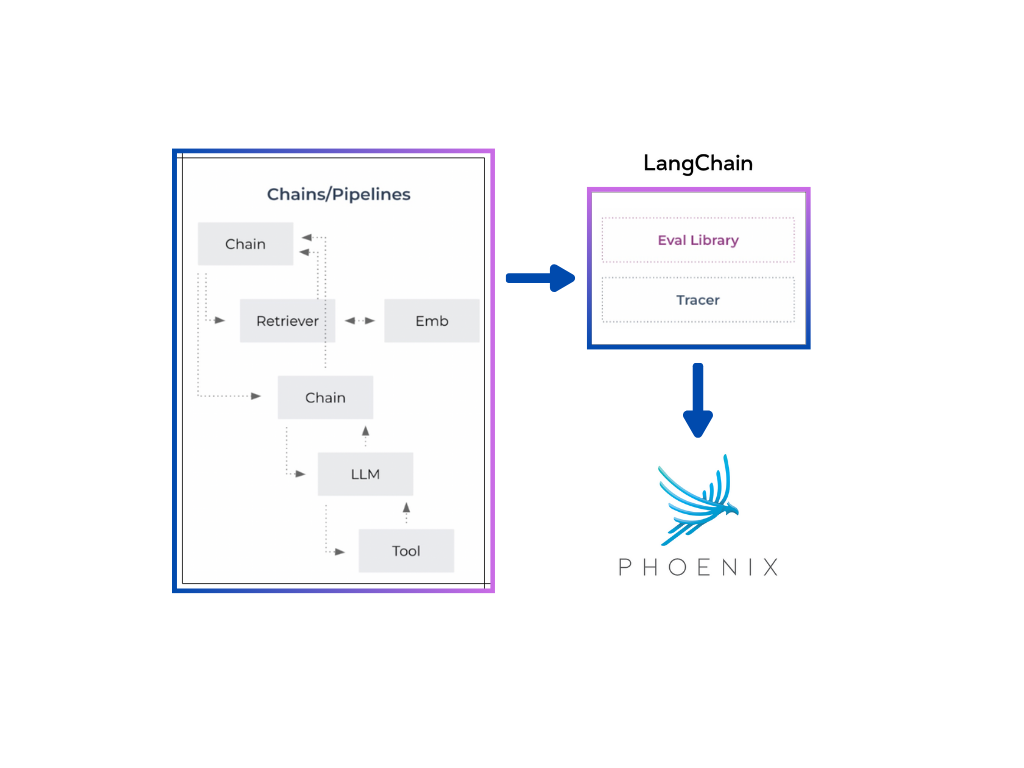 Chains/Pipelines
Chain
Retriever
Emb
Chain
LLM
Tool
LangChain
Eval Library
Tracer
PHOENIX